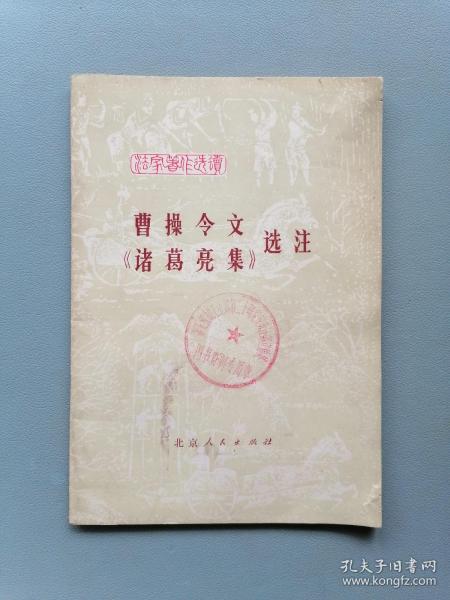 法家著作选读
曹操令文
《诸葛亮集》
选注
北京人民出版社
孔夫子旧书网
www.kongfz.com